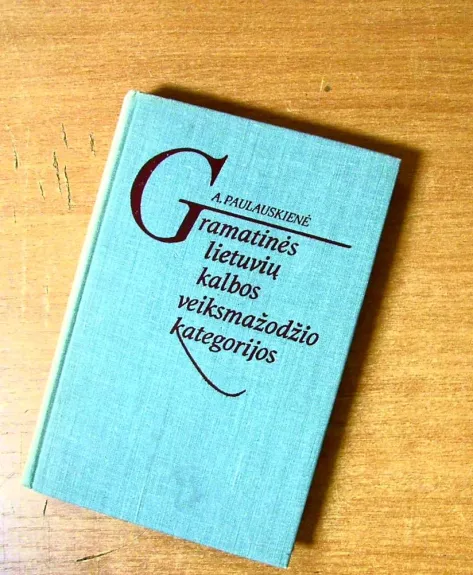 A. PAULAUSKIENĖ
Gramatinės
lietuvių
kalbos
veiksmažodžio
kategorijos